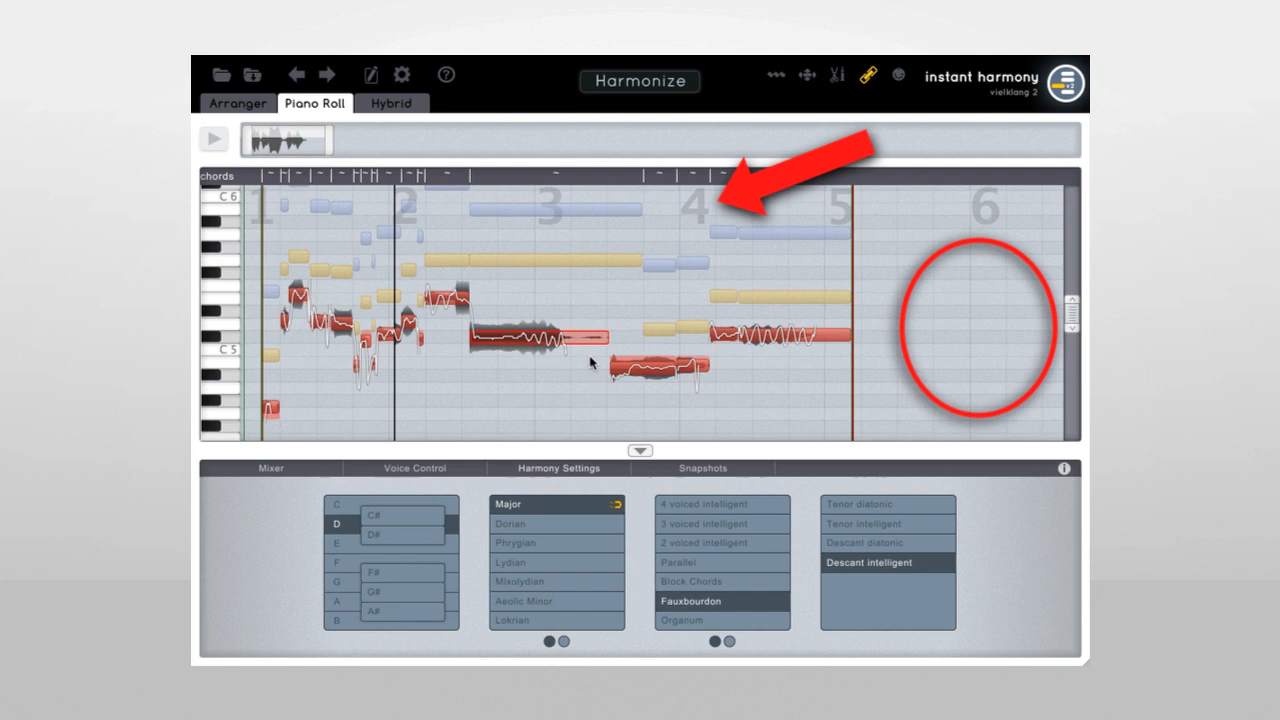 Harmonize
instant harmony
vielklang 2
+2
Arranger
Piano Roll
Hybrid
chords
C 6
C 5
1
2
3
4
5
6
Mixer
Voice Control
Harmony Settings
Snapshots
C
D
E
F
G
A
B
C#
D#
F#
G#
A#
Major
Dorian
Phrygian
Lydian
Mixolydian
Aeolic Minor
Lokrian
4 voiced intelligent
3 voiced intelligent
2 voiced intelligent
Parallel
Block Chords
Fauxbourdon
Organum
Tenor diatonic
Tenor intelligent
Descant diatonic
Descant intelligent